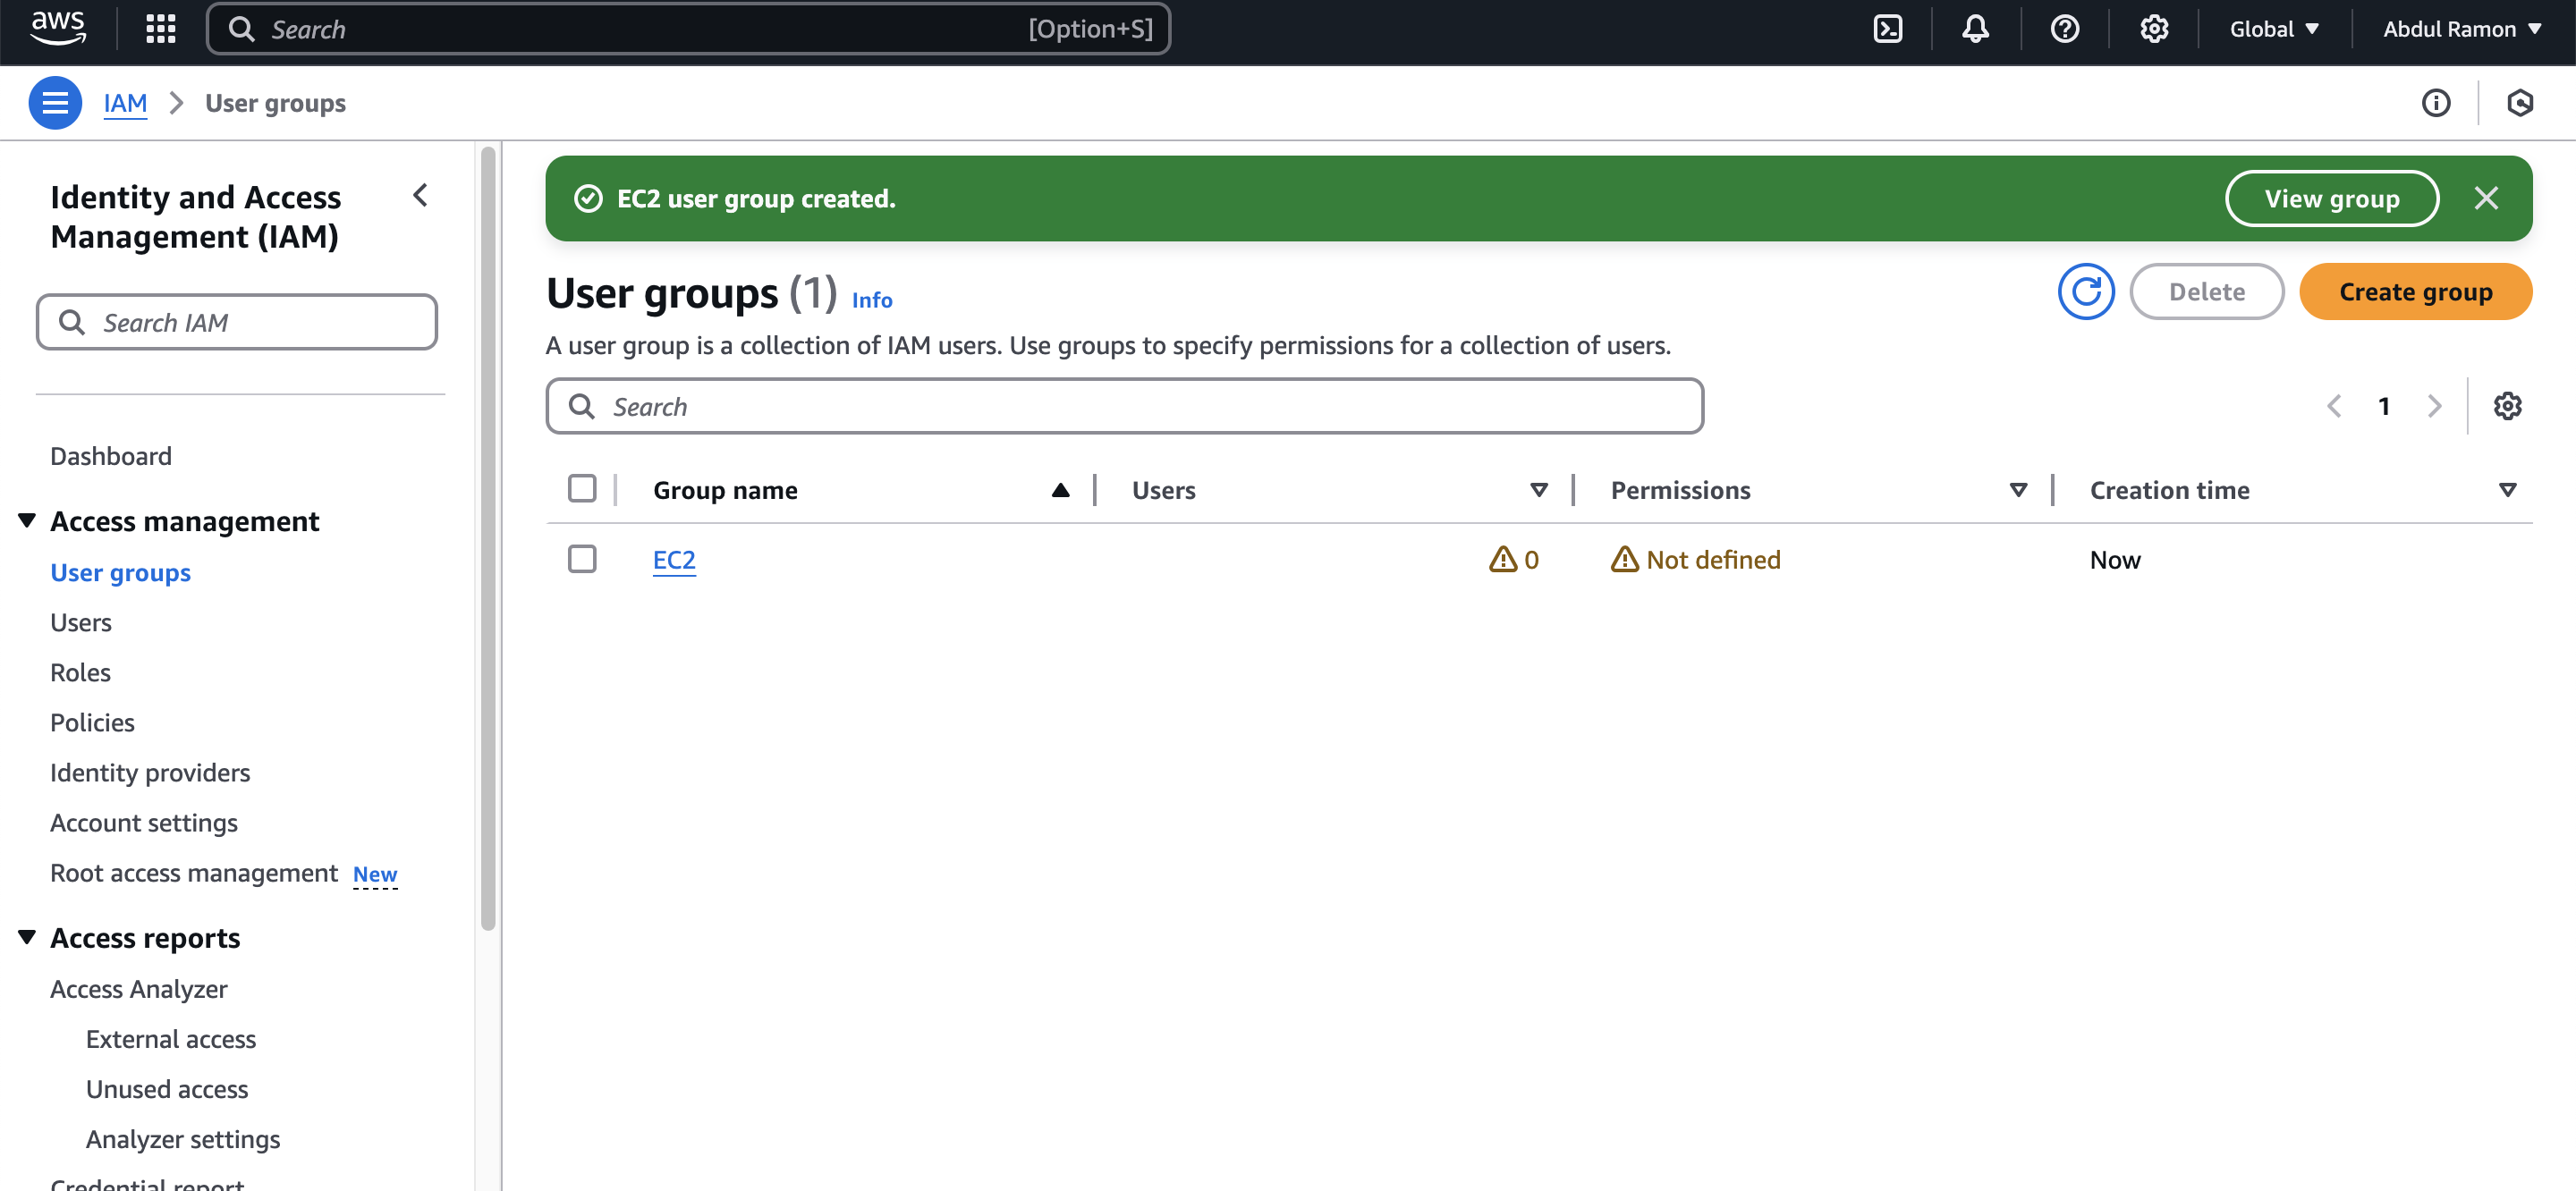 aws
Search
[Option+S]
Global
Abdul Ramon
IAM
User groups
Identity and Access
Management (IAM)
Search IAM
Dashboard
Access management
User groups
Users
Roles
Policies
Identity providers
Account settings
Root access management New
Access reports
Access Analyzer
External access
Unused access
Analyzer settings
Credential report
EC2 user group created.
View group
User groups (1) Info
Delete
Create group
A user group is a collection of IAM users. Use groups to specify permissions for a collection of users.
Search
1
Group name
Users
Permissions
Creation time
EC2
0
Not defined
Now